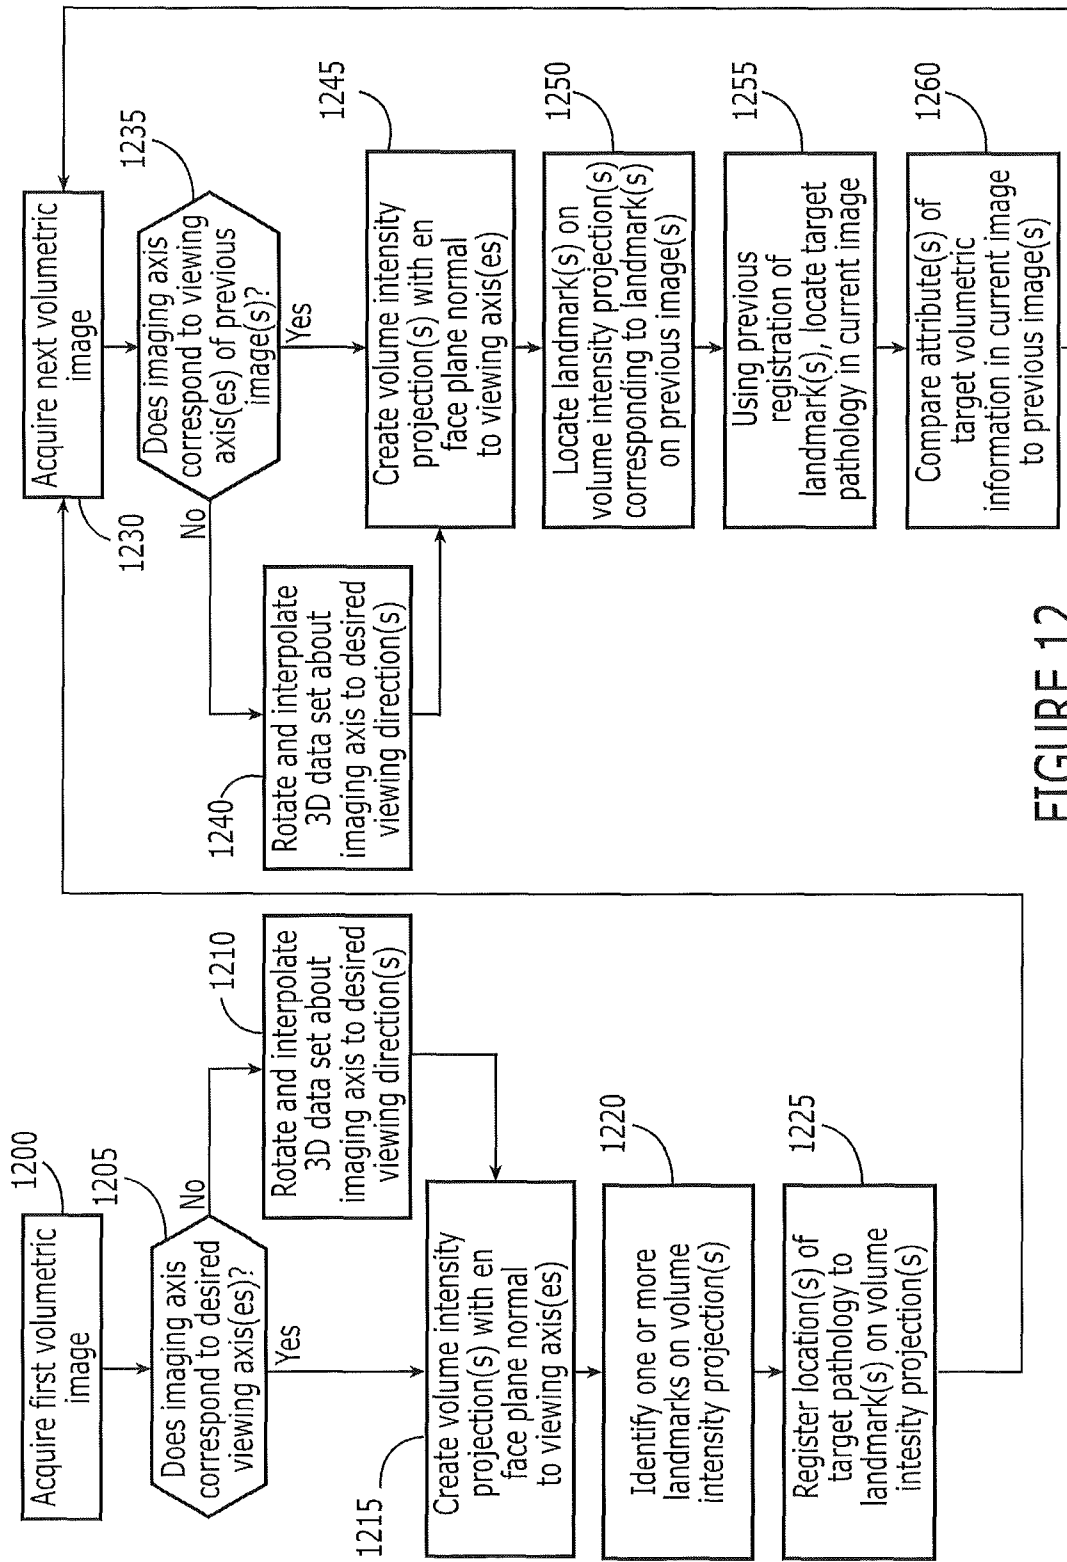 Acquire first volumetric
image
1200
Does imaging axis
correspond to desired
viewing axis(es)?
1205
No
Yes
Rotate and interpolate
3D data set about
imaging axis to desired
viewing direction(s)
1210
Create volume intensity
projection(s) with en
face plane normal
to viewing axis(es)
1215
Identify one or more
landmarks on volume
intensity projection(s)
1220
Register location(s) of
target pathology to
landmark(s) on volume
intesity projection(s)
1225
Acquire next volumetric
image
1230
Does imaging axis
correspond to viewing
axis(es) of previous
image(s)?
1235
No
Yes
Rotate and interpolate
3D data set about
imaging axis to desired
viewing direction(s)
1240
Create volume intensity
projection(s) with en
face plane normal
to viewing axis(es)
1245
Locate landmark(s) on
volume intensity projection(s)
corresponding to landmark(s)
on previous image(s)
1250
Using previous
registration of
landmark(s), locate target
pathology in current image
1255
Compare attribute(s) of
target volumetric
information in current image
to previous image(s)
1260
FIGURE 12